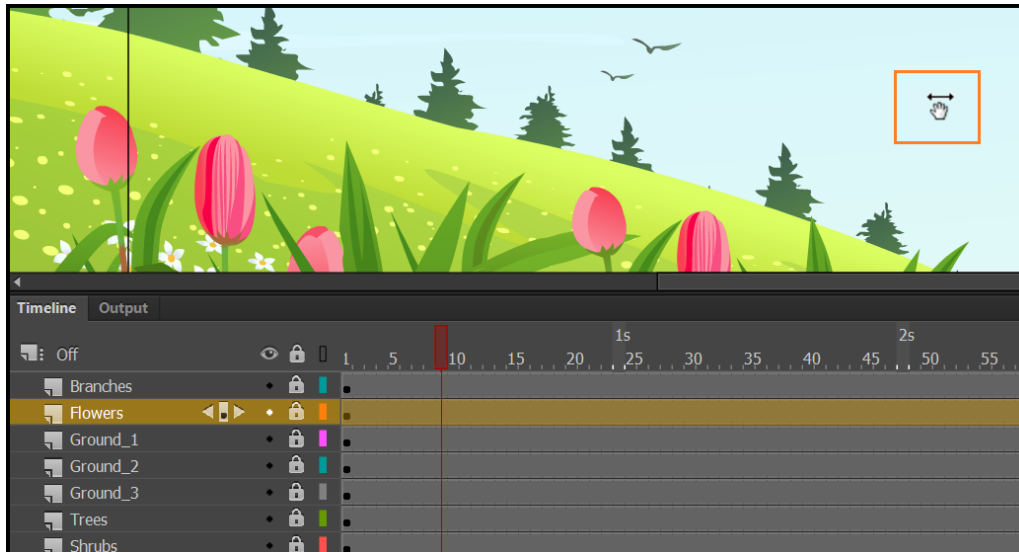 Timeline Output
1s 2s
Off 1 5 10 15 20 25 30 35 40 45 50 55
Branches
Flowers
Ground_1
Ground_2
Ground_3
Trees
Shrubs